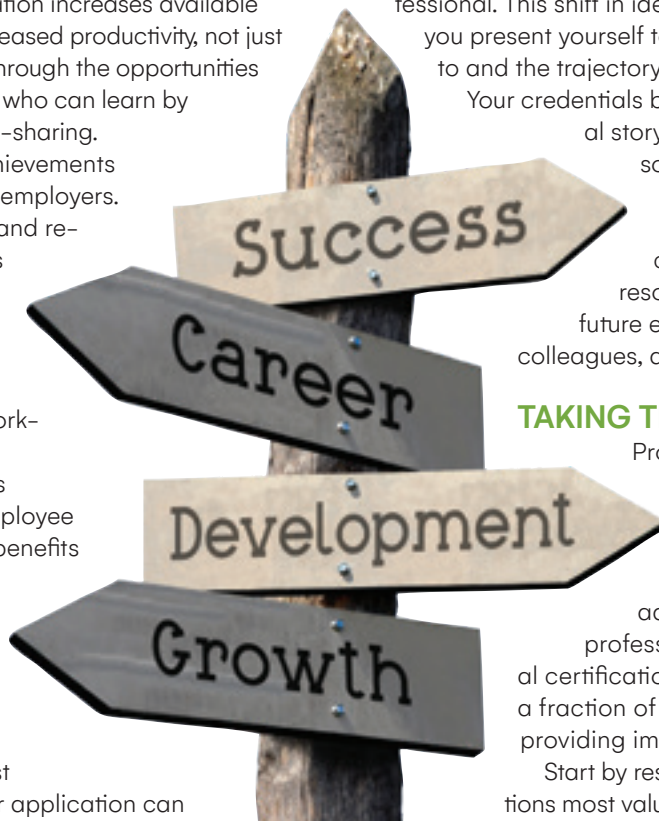 increases available
eased productivity, not just
hrough the opportunities
who can learn by
-sharing.
hievements
employers.
and re-
s
ork-
s
ployee
benefits
st
r application can
Success
Career
Development
Growth
fessional. This shift in ide
you present yourself t
to and the trajectory
Your credentials b
al story
reso
future e
colleagues, a
TAKING T
Pro
profess
al certificatio
a fraction of
providing im
Start by res
tions most valu